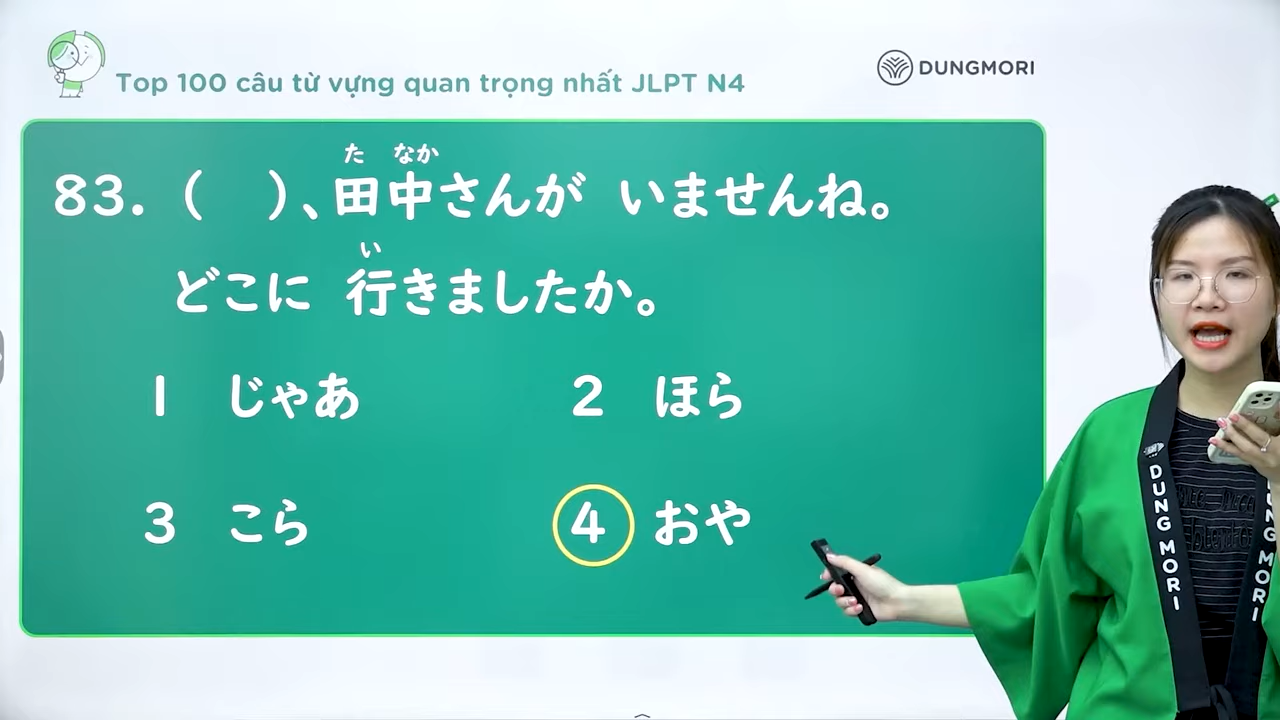 Top 100 câu từ vựng quan trọng nhất JLPT N4
DUNGMORI
た なか
83. ( )、田中さんが いませんね。
い
どこに 行きましたか。
1 じゃあ
2 ほら
3 こら
4 おや
DUNG MORI
DUNG MORI